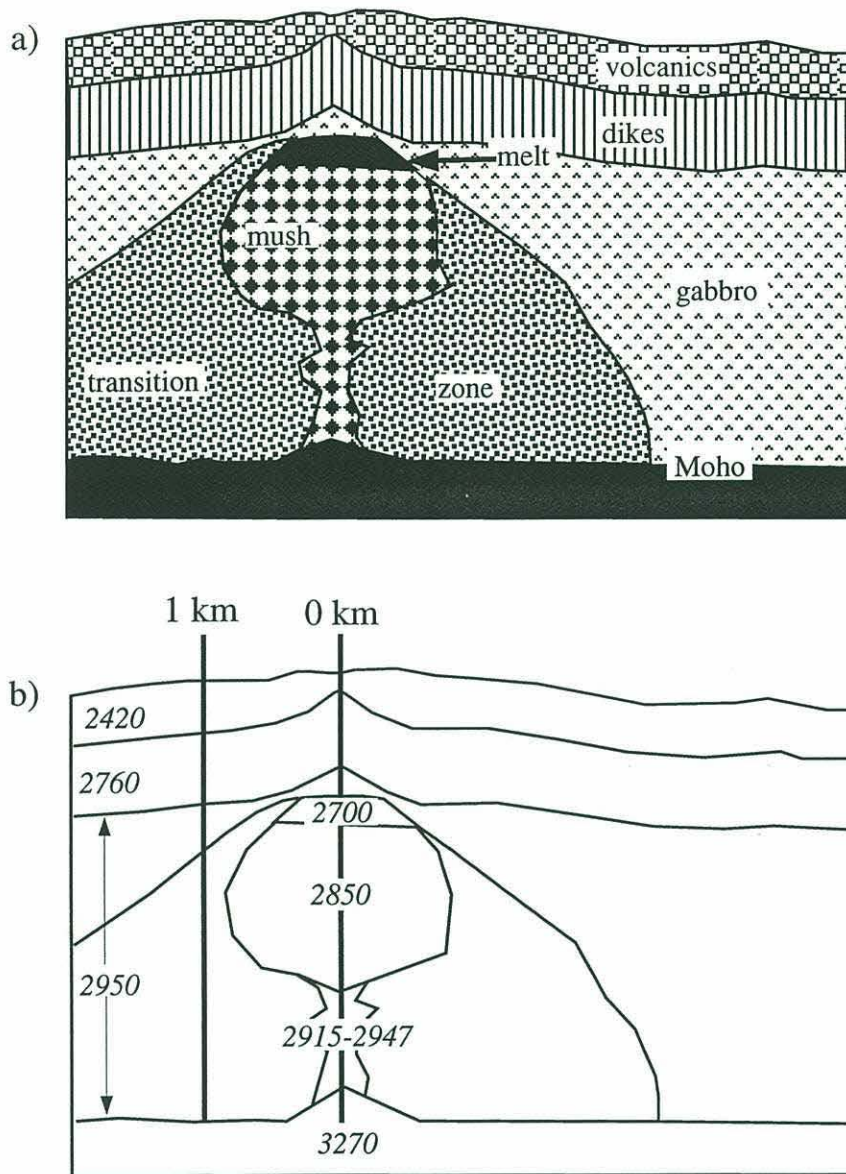 a)
volcanics
dikes
melt
mush
gabbro
transition
zone
Moho
1 km 0 km
b)
2420
2760
2700
2850
2950
2915-2947
3270